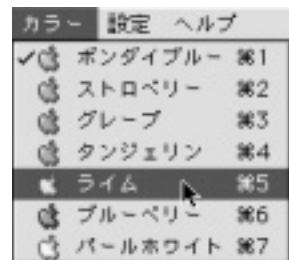 カラー 設定 ヘルプ
✓ ボンダイブルー ⌘1
ストロベリー ⌘2
グレープ ⌘3
タンジェリン ⌘4
ライム ⌘5
ブルーベリー ⌘6
パールホワイト ⌘7